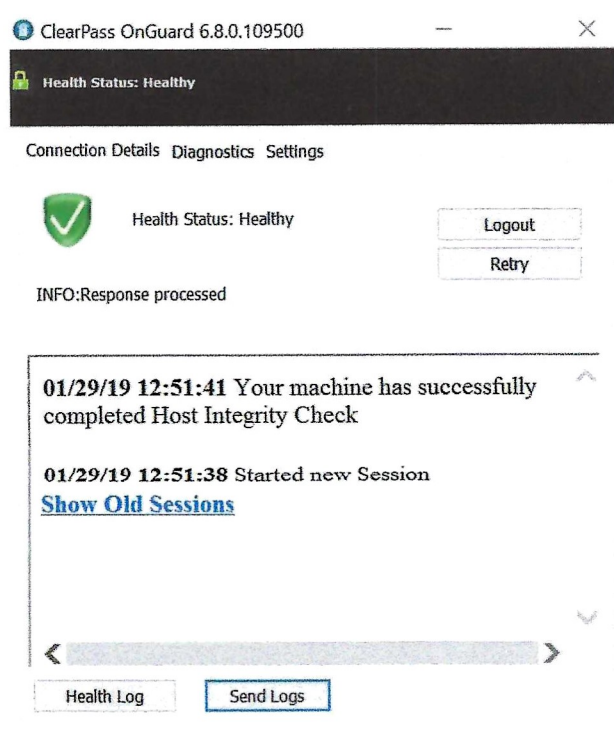 ClearPass OnGuard 6.8.0.109500
Health Status: Healthy
Connection Details Diagnostics Settings
Health Status: Healthy
Logout
Retry
INFO:Response processed
01/29/19 12:51:41 Your machine has successfully
completed Host Integrity Check
01/29/19 12:51:38 Started new Session
Show Old Sessions
Health Log Send Logs